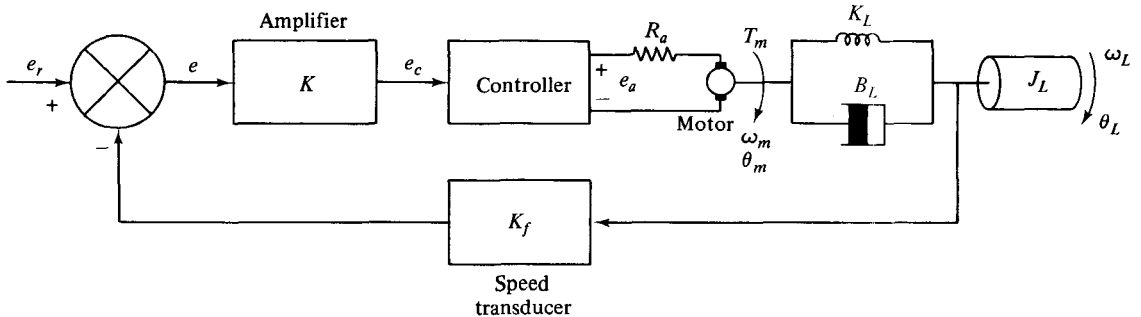 Amplifier
e_r
+
−
e
K
e_c
Controller
+
−
e_a
R_a
Motor
T_m
ω_m
θ_m
K_L
B_L
J_L
ω_L
θ_L
K_f
Speed
transducer